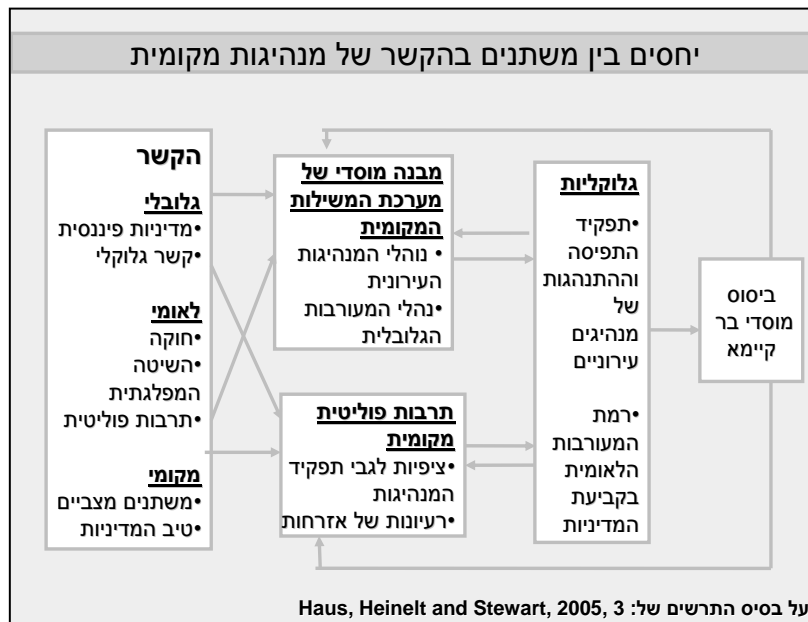 יחסים בין משתנים בהקשר של מנהיגות מקומית
הקשר
גלובלי
•מדיניות פיננסית
•קשר גלוקלי
לאומי
•חוקה
•השיטה
המפלגתית
•תרבות פוליטית
מקומי
•משתנים מצביים
•טיב המדיניות
מבנה מוסדי של
מערכת המשילות
המקומית
• נוהלי המנהיגות
העירונית
•נהלי המעורבות
הגלובלית
תרבות פוליטית
מקומית
•ציפיות לגבי תפקיד
המנהיגות
•רעיונות של אזרחות
גלוקליות
•תפקיד
התפיסה
וההתנהגות
של
מנהיגים
עירוניים
•רמת
המעורבות
הלאומית
בקביעת
המדיניות
ביסוס
מוסדי בר
קיימא
על בסיס התרשים של: Haus, Heinelt and Stewart, 2005, 3